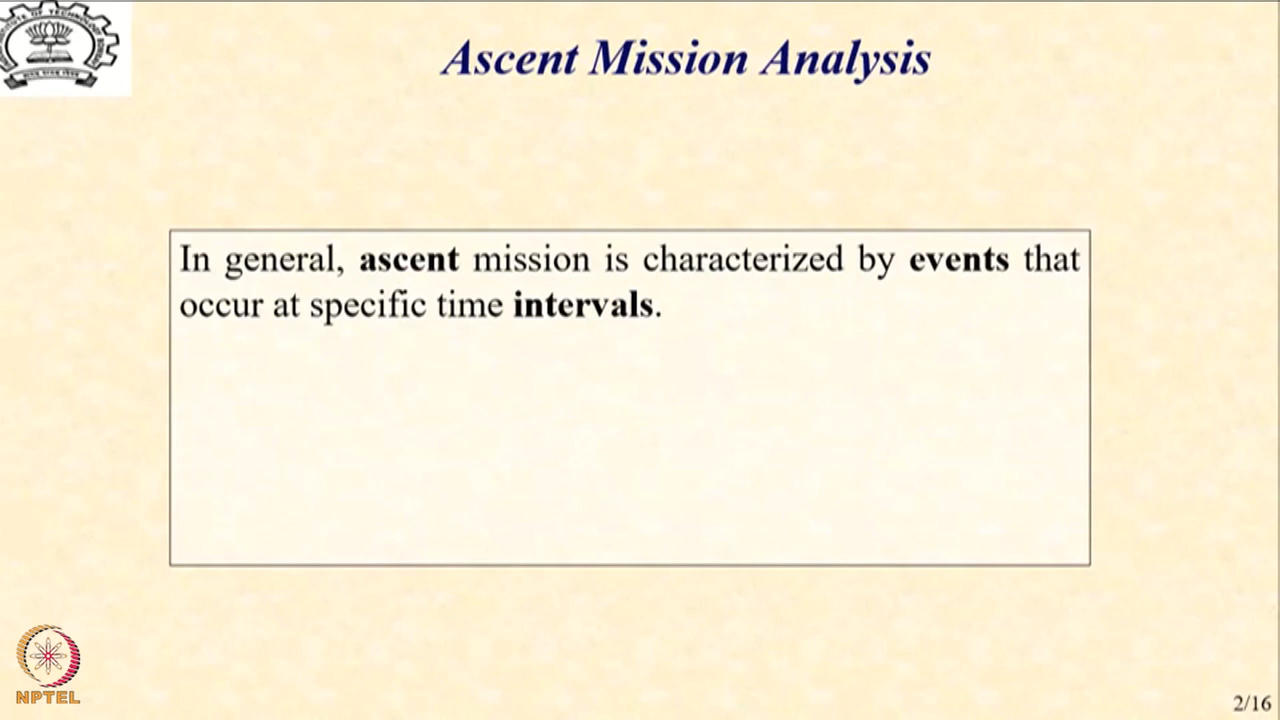 Ascent Mission Analysis
In general, ascent mission is characterized by events that
occur at specific time intervals.
NPTEL
2/16